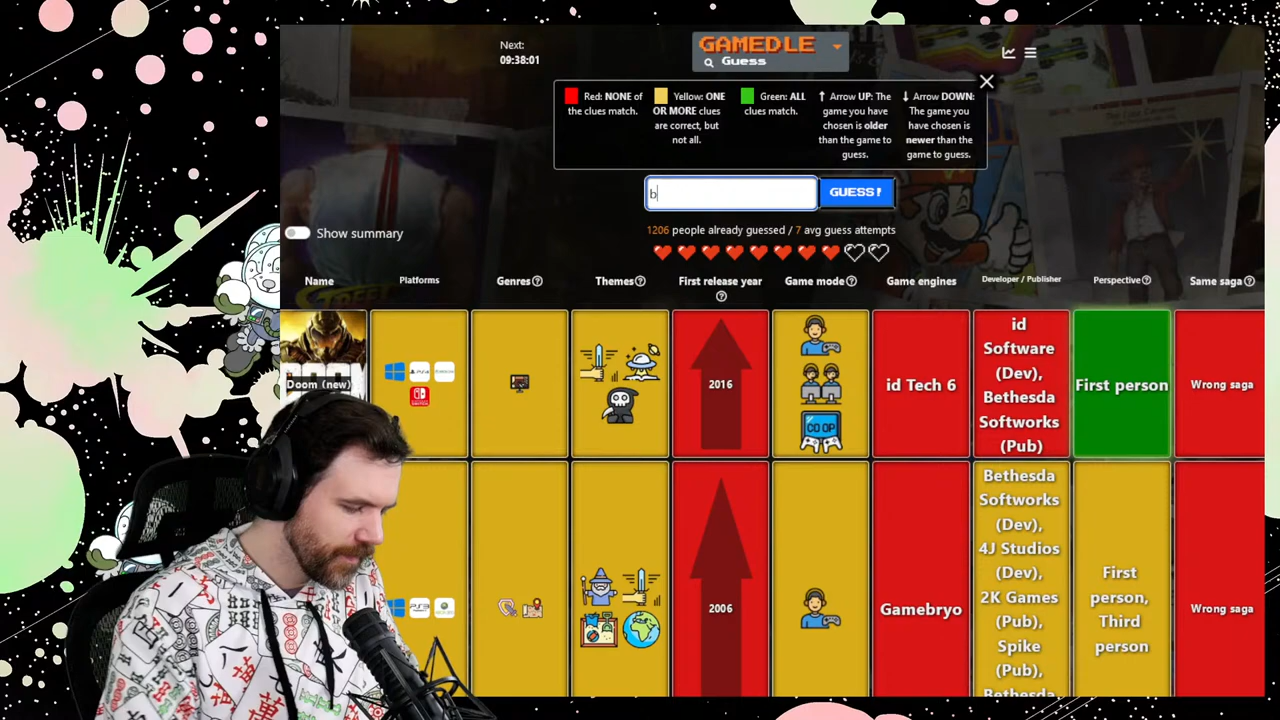 Next:
09:38:01
GAMEDLE
Guess
Red: NONE of
the clues match.
Yellow: ONE
OR MORE clues
are correct, but
not all.
Green: ALL
clues match.
↑ Arrow UP: The
game you have
chosen is older
than the game to
guess.
↓ Arrow DOWN:
The game you
have chosen is
newer than the
game to guess.
b
GUESS!
Show summary
1206 people already guessed / 7 avg guess attempts
Name
Platforms
Genres
Themes
First release year
Game mode
Game engines
Developer / Publisher
Perspective
Same saga
Doom (new)
PS4
SWITCH
2016
CO OP
id Tech 6
id
Software
(Dev),
Bethesda
Softworks
(Pub)
First person
Wrong saga
PS3
2006
Gamebryo
Bethesda
Softworks
(Dev),
4J Studios
(Dev),
2K Games
(Pub),
Spike
(Pub),
Bethesda
First
person,
Third
person
Wrong saga